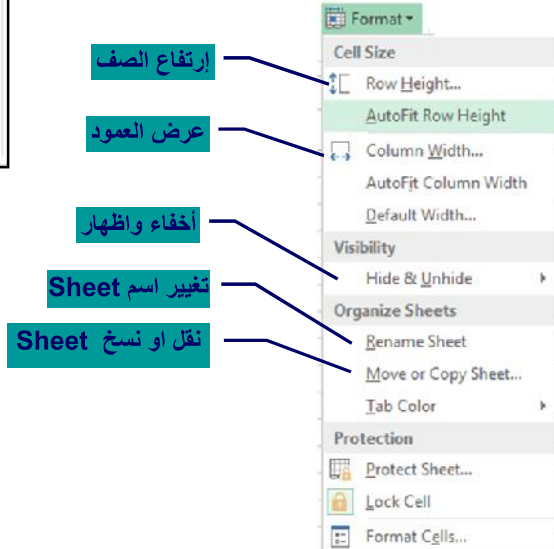 Format
Cell Size
إرتفاع الصف
Row Height...
AutoFit Row Height
عرض العمود
Column Width...
AutoFit Column Width
Default Width...
Visibility
أخفاء واظهار
Hide & Unhide
Organize Sheets
تغيير اسم Sheet
Rename Sheet
نقل او نسخ Sheet
Move or Copy Sheet...
Tab Color
Protection
Protect Sheet...
Lock Cell
Format Cells...